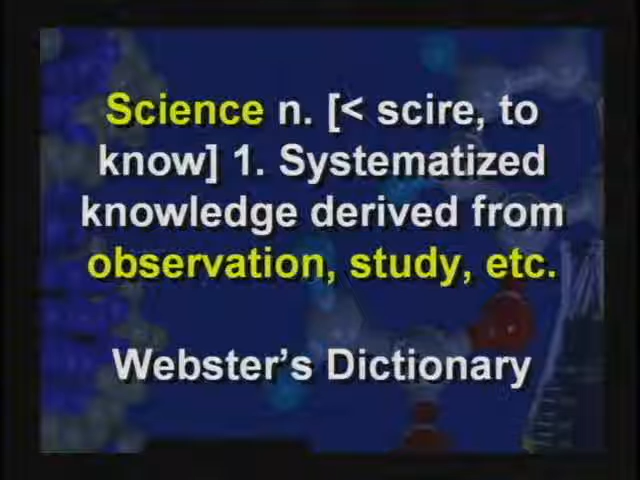 Science n. [< scire, to
know] 1. Systematized
knowledge derived from
observation, study, etc.
Webster's Dictionary